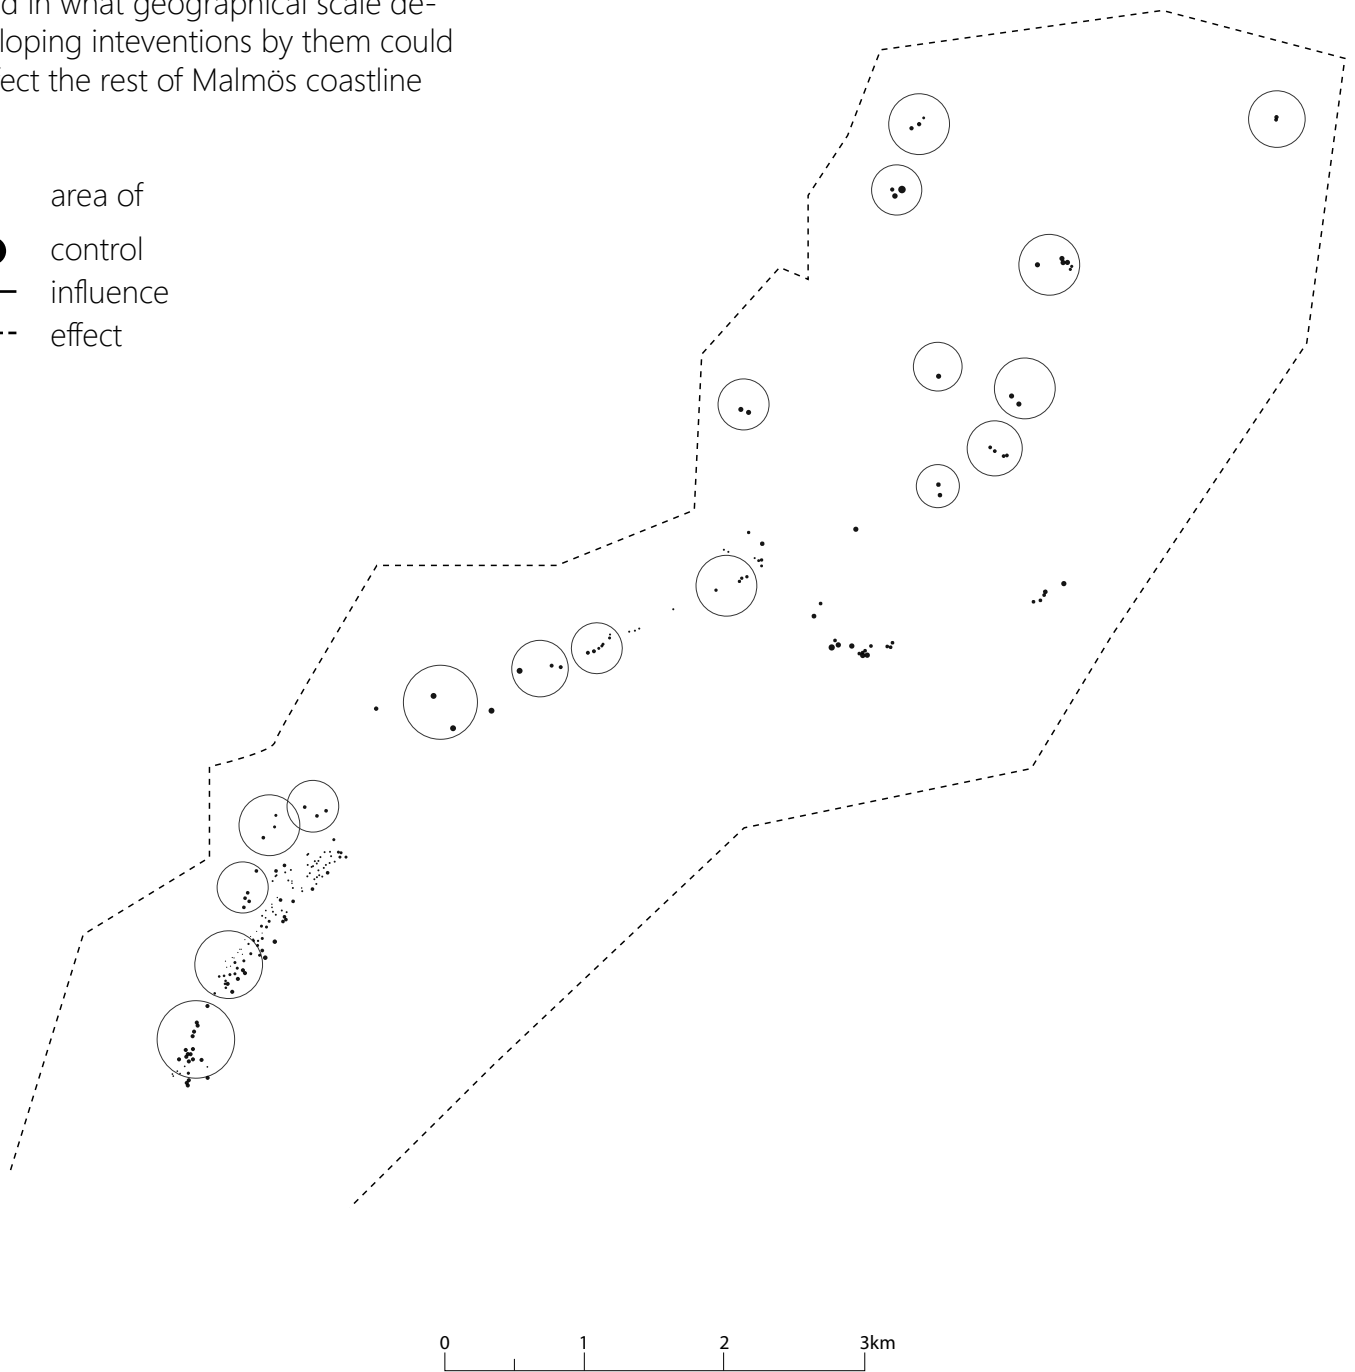 d in what geographical scale de-
loping inteventions by them could
fect the rest of Malmös coastline
area of
control
influence
effect
0 1 2 3km